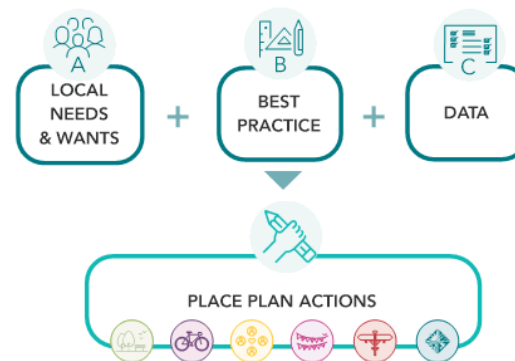 A
LOCAL
NEEDS
& WANTS
+
B
BEST
PRACTICE
+
C
DATA
PLACE PLAN ACTIONS